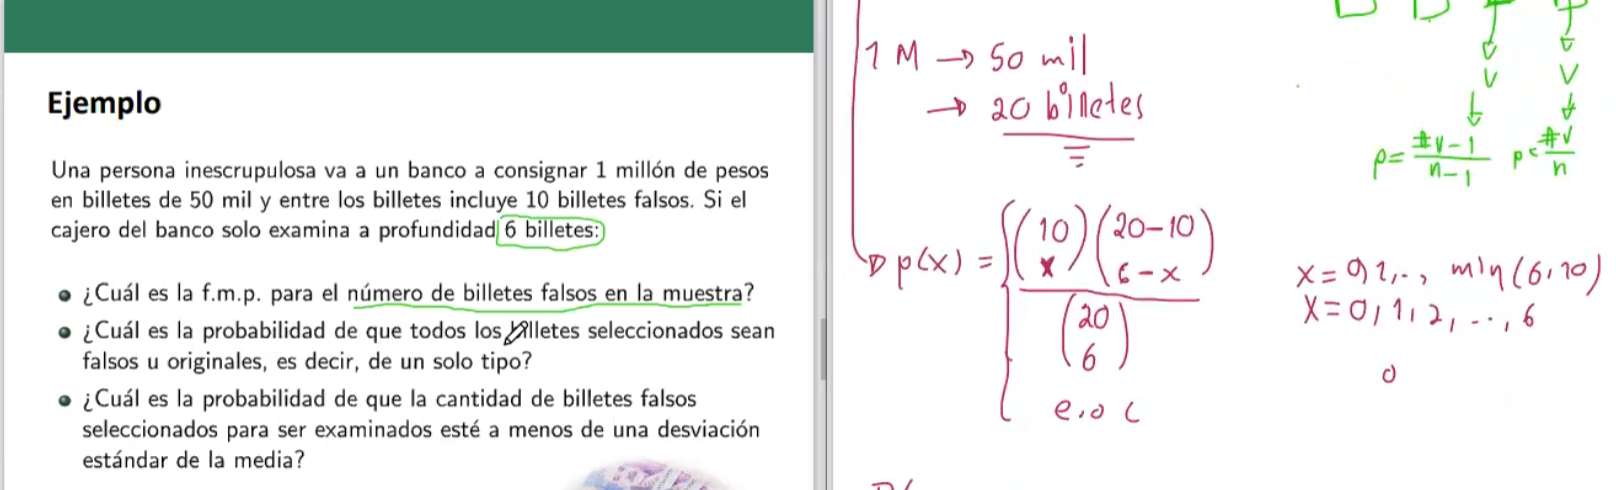 Ejemplo
Una persona inescrupulosa va a un banco a consignar 1 millón de pesos
en billetes de 50 mil y entre los billetes incluye 10 billetes falsos. Si el
cajero del banco solo examina a profundidad 6 billetes:
¿Cuál es la f.m.p. para el número de billetes falsos en la muestra?
¿Cuál es la probabilidad de que todos los billetes seleccionados sean
falsos u originales, es decir, de un solo tipo?
¿Cuál es la probabilidad de que la cantidad de billetes falsos
seleccionados para ser examinados esté a menos de una desviación
estándar de la media?
1 M → 50 mil
→ 20 billetes
p(x) = { (10 x) (20-10 6-x) / (20 6)
e.o c
x = 0, 1, .., min(6, 10)
x = 0, 1, 2, ..., 6
0
V V
p = #V-1 / n-1 p = #V / n